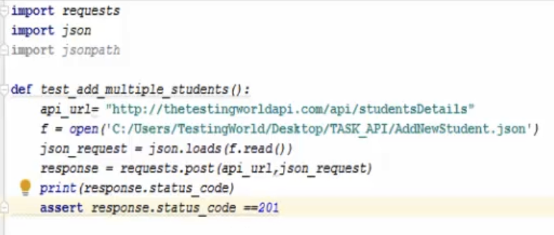 import requests
import json
import jsonpath
def test_add_multiple_students():
api_url= "http://thetestingworldapi.com/api/studentsDetails"
f = open('C:/Users/TestingWorld/Desktop/TASK_API/AddNewStudent.json')
json_request = json.loads(f.read())
response = requests.post(api_url,json_request)
print(response.status_code)
assert response.status_code ==201